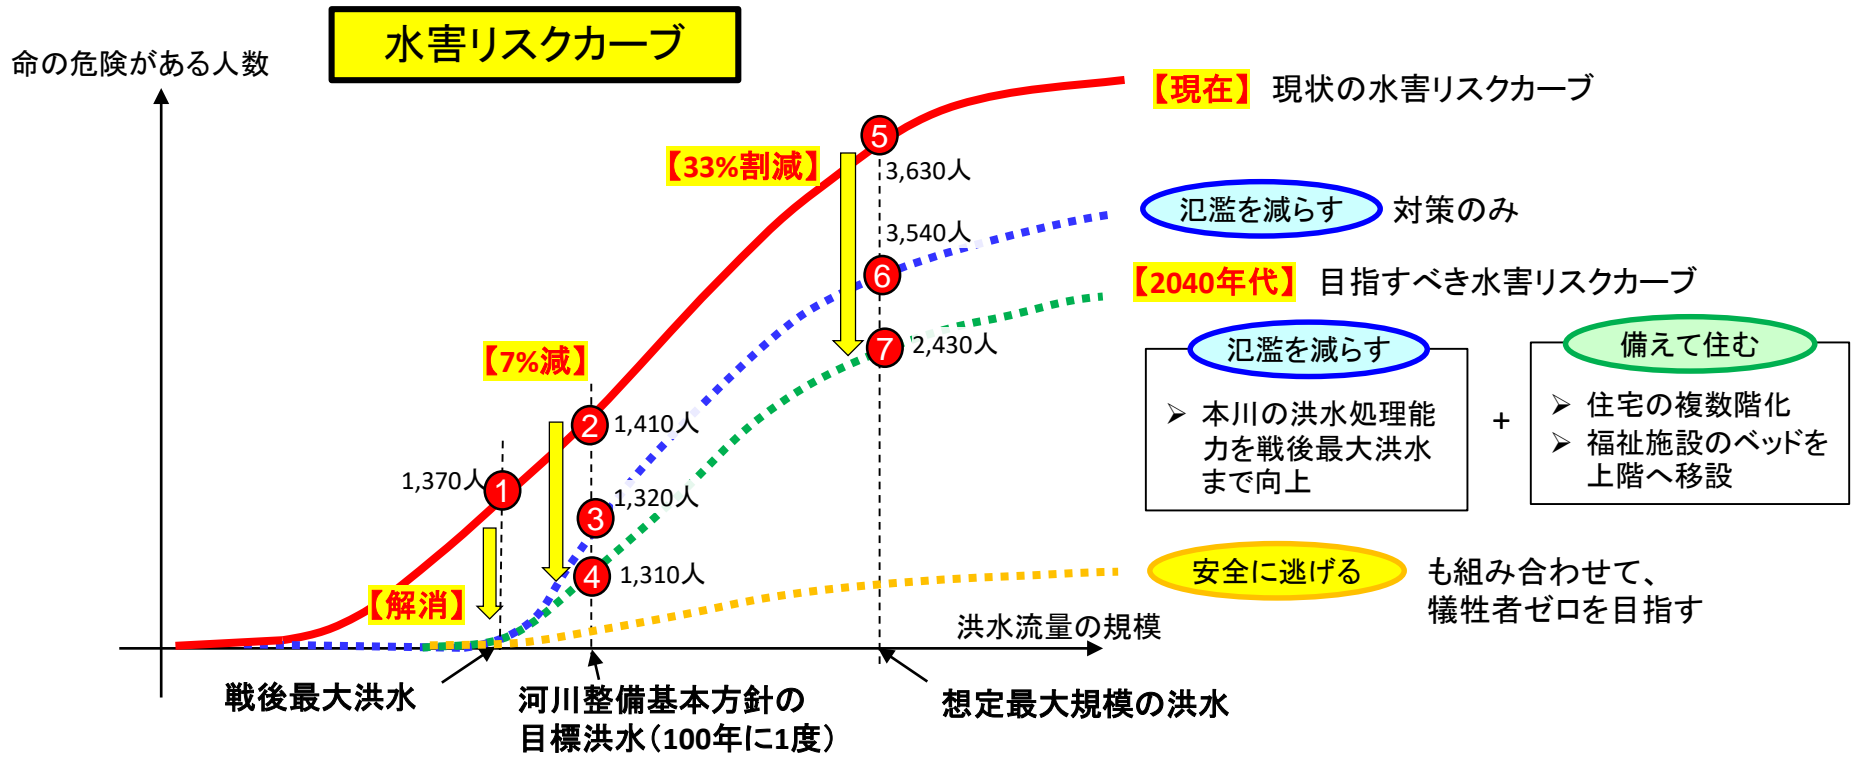 水害リスクカーブ
命の危険がある人数
【現在】 現状の水害リスクカーブ
5
【33%割減】
3,630人
氾濫を減らす 対策のみ
3,540人
6
【2040年代】 目指すべき水害リスクカーブ
7
2,430人
【7%減】
氾濫を減らす
➢ 本川の洪水処理能
力を戦後最大洪水
まで向上
+
備えて住む
➢ 住宅の複数階化
➢ 福祉施設のベッドを
上階へ移設
2
1,410人
1,370人
1
3
1,320人
4
1,310人
【解消】
安全に逃げる も組み合わせて、
犠牲者ゼロを目指す
洪水流量の規模
戦後最大洪水
河川整備基本方針の
目標洪水（100年に1度）
想定最大規模の洪水